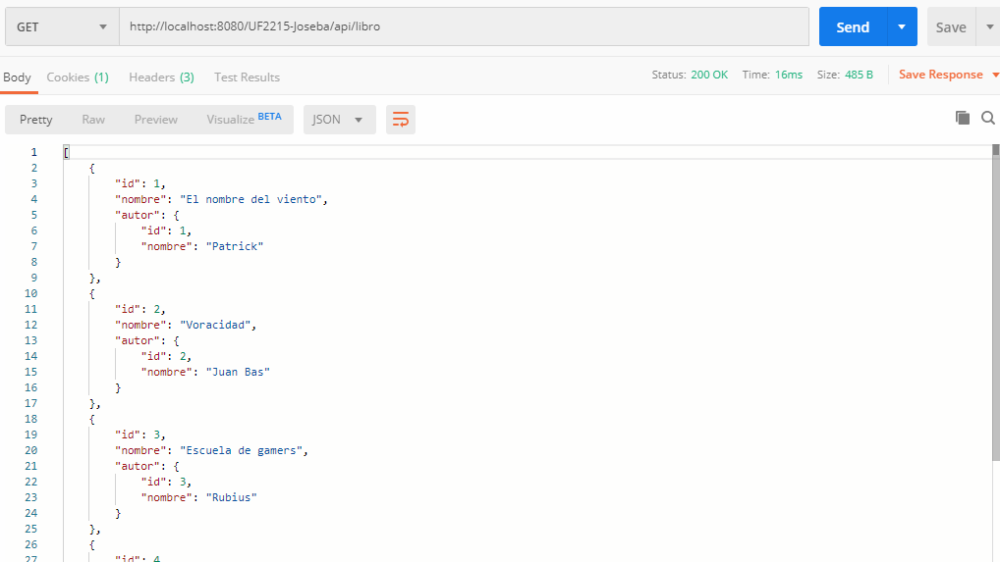 GET http://localhost:8080/UF2215-Joseba/api/libro Send Save
Body Cookies (1) Headers (3) Test Results Status: 200 OK Time: 16ms Size: 485 B Save Response
Pretty Raw Preview Visualize BETA JSON
1 [
2 {
3 "id": 1,
4 "nombre": "El nombre del viento",
5 "autor": {
6 "id": 1,
7 "nombre": "Patrick"
8 }
9 },
10 {
11 "id": 2,
12 "nombre": "Voracidad",
13 "autor": {
14 "id": 2,
15 "nombre": "Juan Bas"
16 }
17 },
18 {
19 "id": 3,
20 "nombre": "Escuela de gamers",
21 "autor": {
22 "id": 3,
23 "nombre": "Rubius"
24 }
25 },
26 {
27 "id": 4